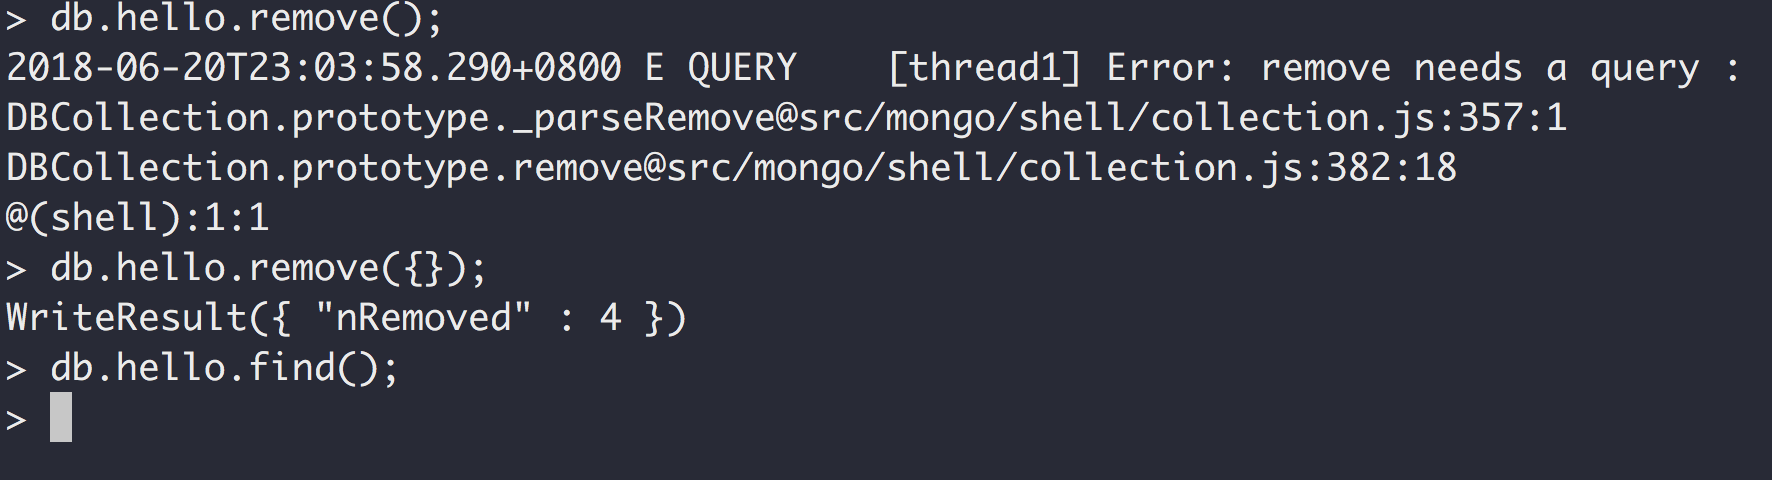 > db.hello.remove();
2018-06-20T23:03:58.290+0800 E QUERY    [thread1] Error: remove needs a query :
DBCollection.prototype._parseRemove@src/mongo/shell/collection.js:357:1
DBCollection.prototype.remove@src/mongo/shell/collection.js:382:18
@(shell):1:1
> db.hello.remove({});
WriteResult({ "nRemoved" : 4 })
> db.hello.find();
>